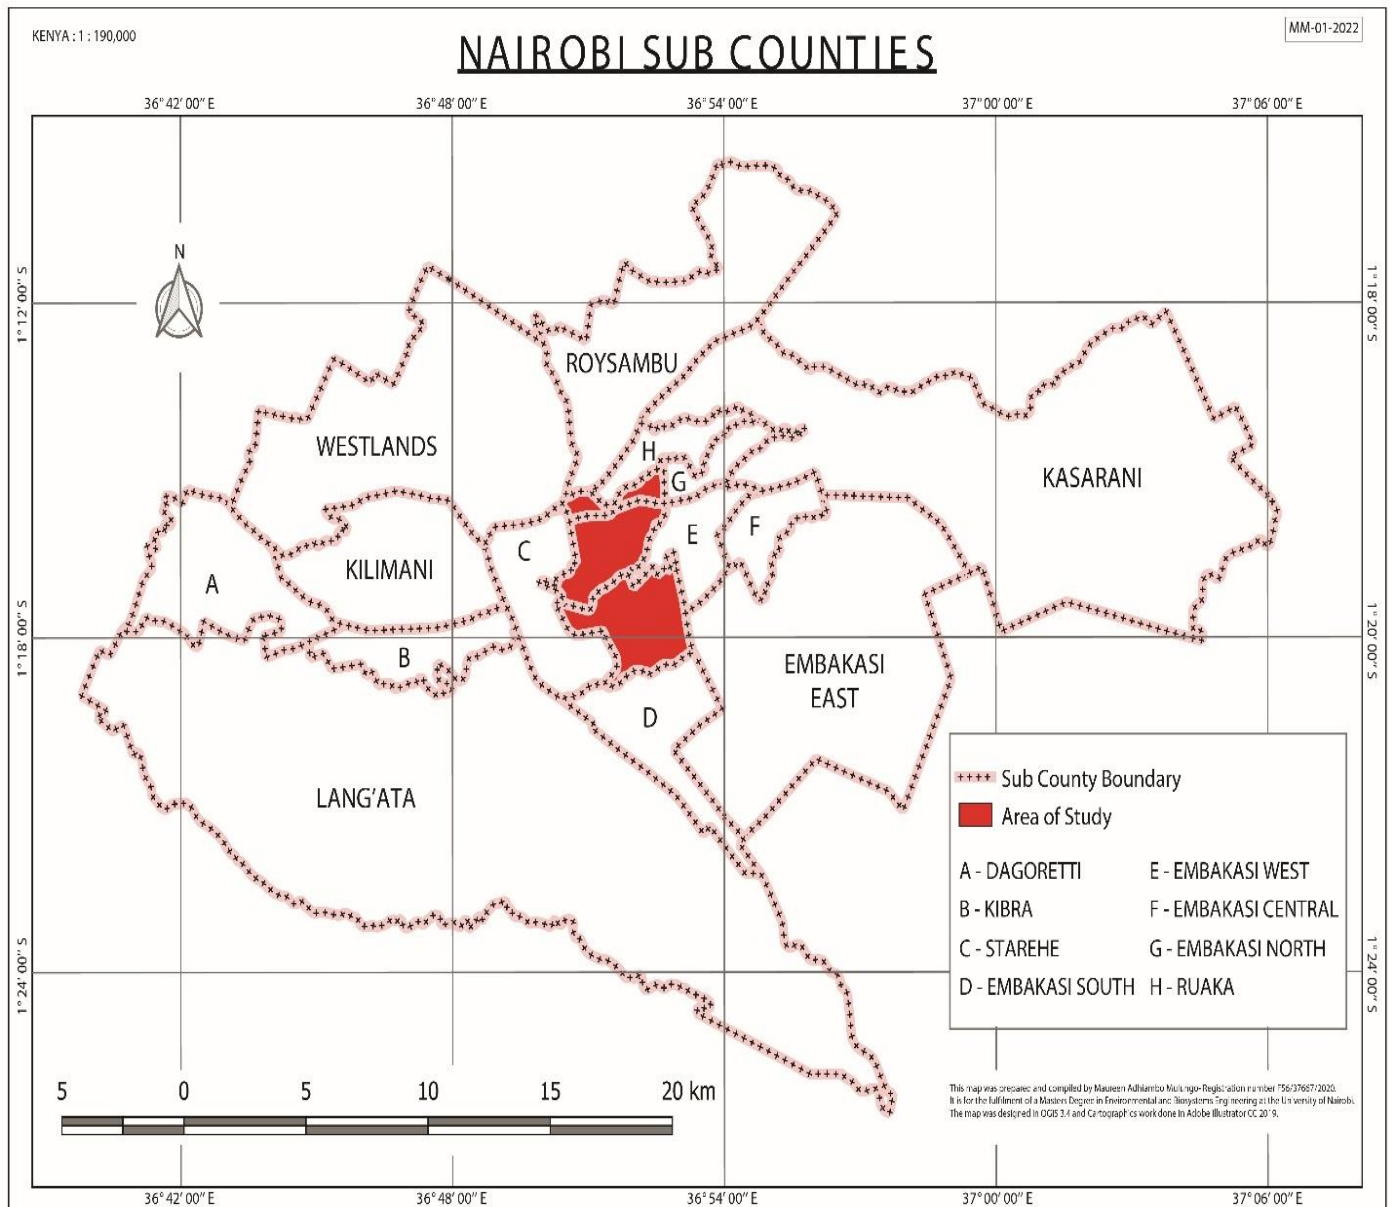 KENYA : 1 : 190,000
MM-01-2022
NAIROBI SUB COUNTIES
36° 42' 00'' E
36° 48' 00'' E
36° 54' 00'' E
37° 00' 00'' E
37° 06' 00'' E
N
1° 12' 00'' S
1° 18' 00'' S
ROYSAMBU
WESTLANDS
H
KASARANI
G
E
F
C
KILIMANI
A
1° 18' 00'' S
1° 20' 00'' S
B
EMBAKASI
EAST
D
LANG'ATA
Sub County Boundary
Area of Study
A - DAGORETTI
E - EMBAKASI WEST
B - KIBRA
F - EMBAKASI CENTRAL
C - STAREHE
G - EMBAKASI NORTH
D - EMBAKASI SOUTH
H - RUAKA
1° 24' 00'' S
1° 24' 00'' S
5 0 5 10 15 20 km
This map was prepared and compiled by Maureen Adhiambo Mulungo- Registration number F56/37667/2020.
It is for the fulfilment of a Masters Degree in Environmental and Biosystems Engineering at the University of Nairobi.
The map was designed in QGIS 3.4 and Cartographics work done in Adobe Illustrator CC 2019.
36° 42' 00'' E
36° 48' 00'' E
36° 54' 00'' E
37° 00' 00'' E
37° 06' 00'' E